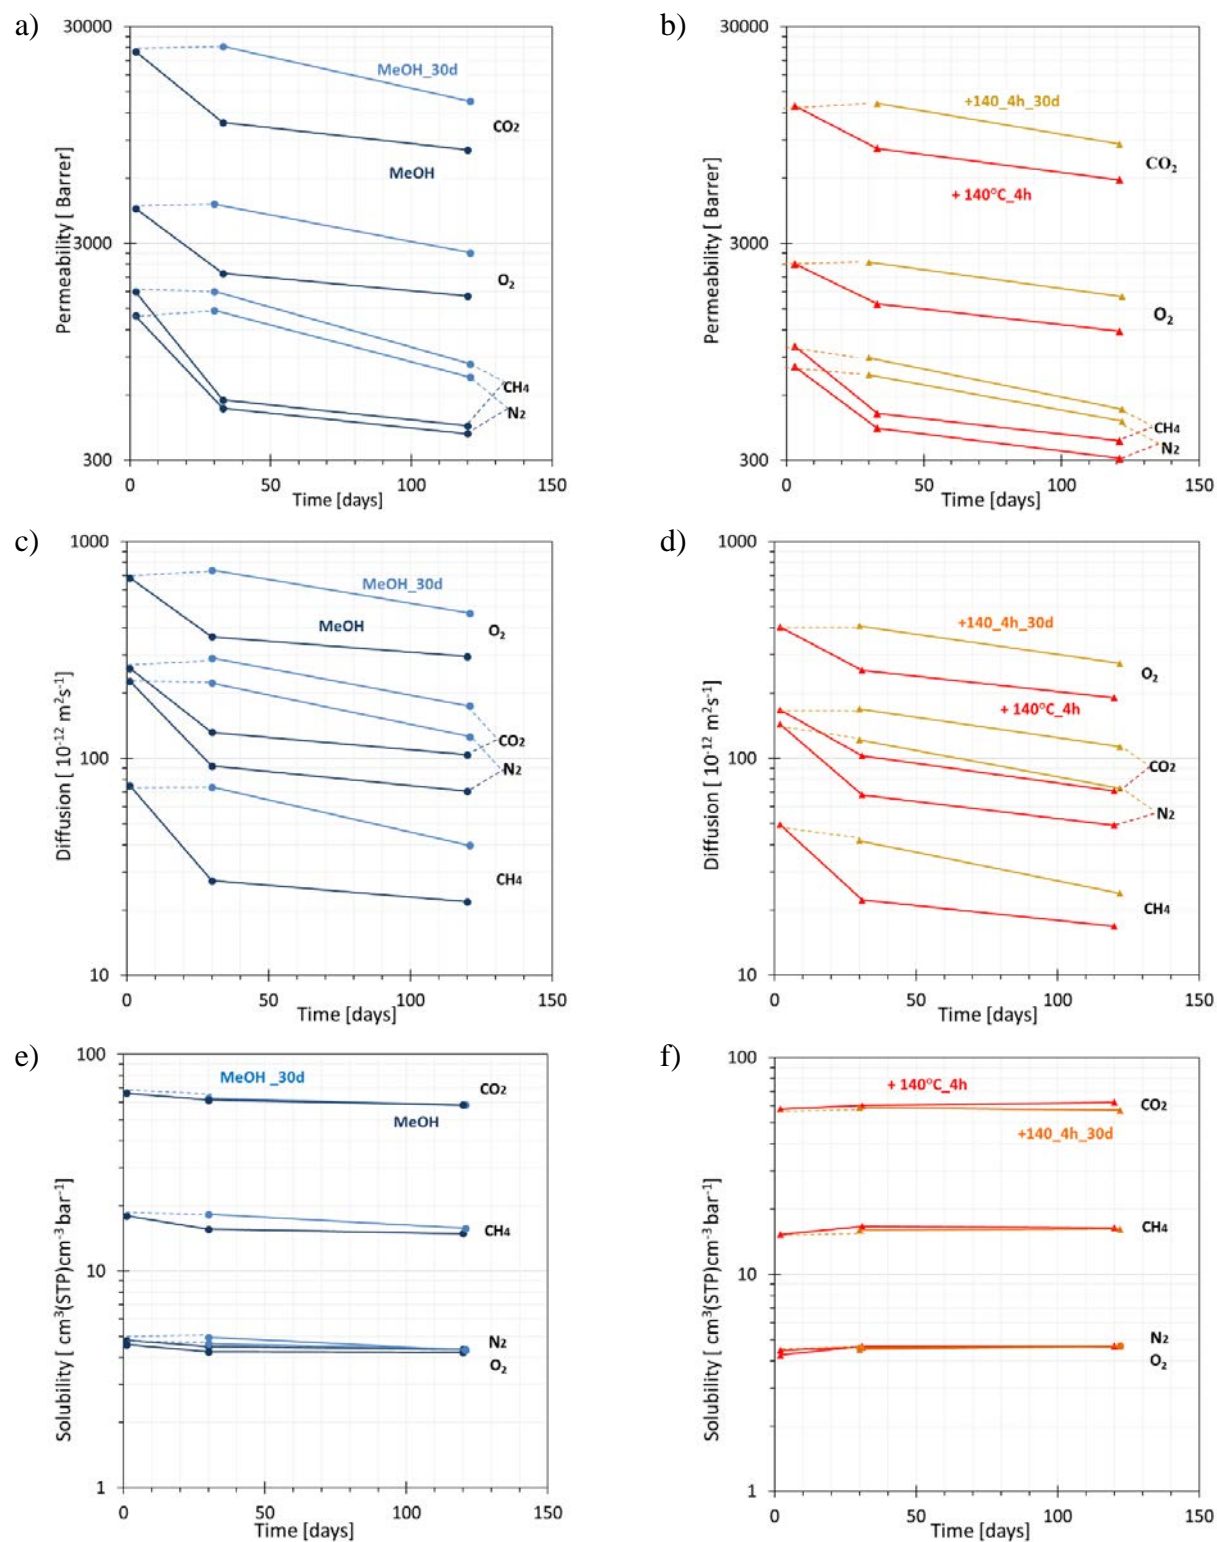 a)
30000
3000
300
Permeability [ Barrer]
MeOH_30d
CO2
MeOH
O2
CH4
N2
0 50 100 150
Time [days]
b)
30000
3000
300
Permeability [ Barrer]
+140_4h_30d
CO2
+ 140°C_4h
O2
CH4
N2
0 50 100 150
Time [days]
c)
1000
100
10
Diffusion [ 10-12 m2s-1]
MeOH_30d
MeOH
O2
CO2
N2
CH4
0 50 100 150
Time [days]
d)
1000
100
10
Diffusion [ 10-12 m2s-1]
+140_4h_30d
O2
+ 140°C_4h
CO2
N2
CH4
0 50 100 150
Time [days]
e)
100
10
1
Solubility [ cm3(STP)cm-3 bar-1]
MeOH _30d
CO2
MeOH
CH4
N2
O2
0 50 100 150
Time [days]
f)
100
10
1
Solubility [ cm3(STP)cm-3 bar-1]
+ 140°C_4h
CO2
+140_4h_30d
CH4
N2
O2
0 50 100 150
Time [days]